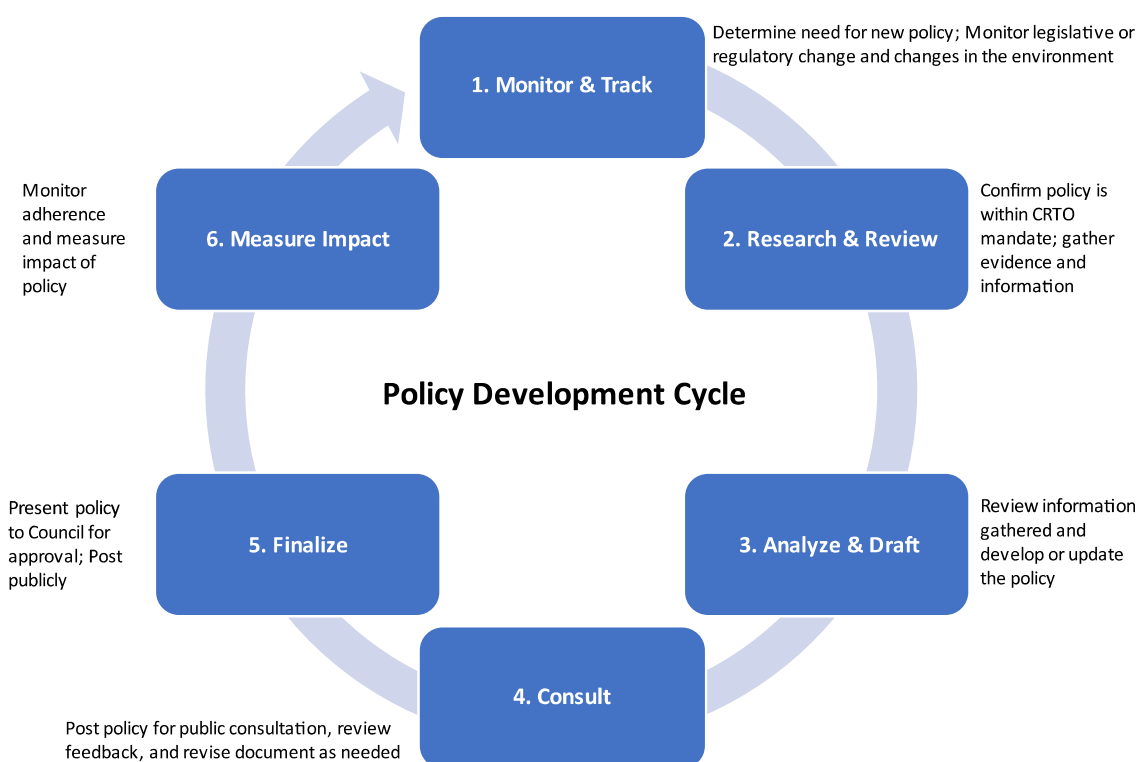 1. Monitor & Track
Determine need for new policy; Monitor legislative or
regulatory change and changes in the environment
2. Research & Review
Confirm policy is
within CRTO
mandate; gather
evidence and
information
3. Analyze & Draft
Review information
gathered and
develop or update
the policy
4. Consult
Post policy for public consultation, review
feedback, and revise document as needed
5. Finalize
Present policy
to Council for
approval; Post
publicly
6. Measure Impact
Monitor
adherence
and measure
impact of
policy
Policy Development Cycle